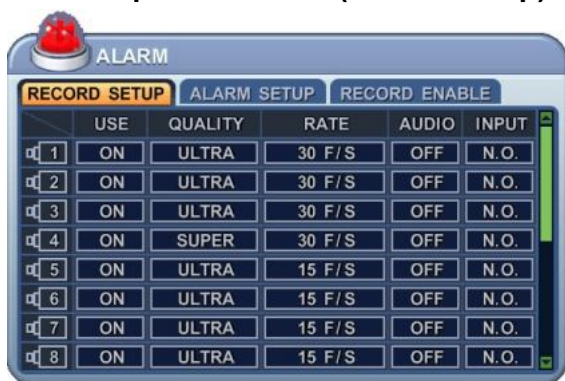 ALARM
RECORD SETUP ALARM SETUP RECORD ENABLE
USE QUALITY RATE AUDIO INPUT
1 ON ULTRA 30 F/S OFF N.O.
2 ON ULTRA 30 F/S OFF N.O.
3 ON ULTRA 30 F/S OFF N.O.
4 ON SUPER 30 F/S OFF N.O.
5 ON ULTRA 15 F/S OFF N.O.
6 ON ULTRA 15 F/S OFF N.O.
7 ON ULTRA 15 F/S OFF N.O.
8 ON ULTRA 15 F/S OFF N.O.